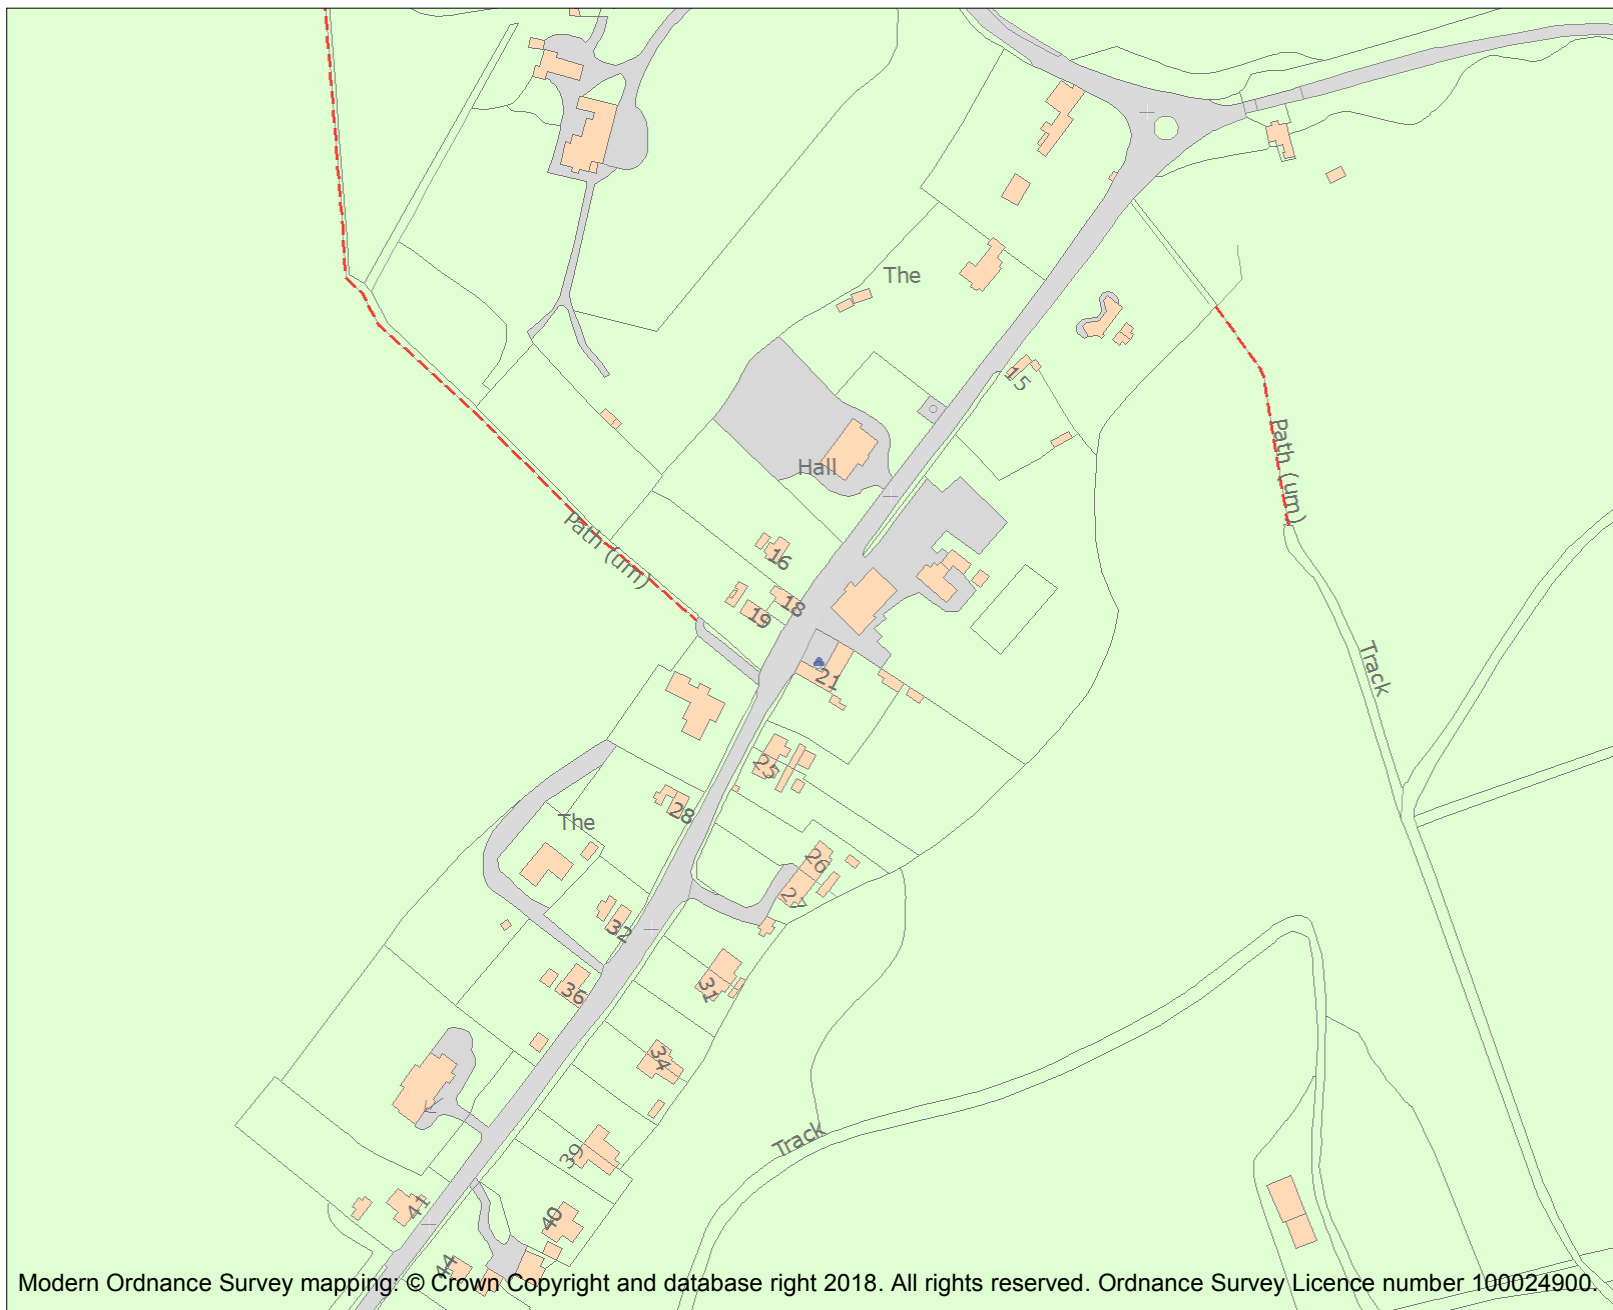 The
15
Path (um)
Hall
Path (um)
16
18
19
Track
21
25
28
The
26
27
32
31
36
34
Track
39
41
40
44
Modern Ordnance Survey mapping: © Crown Copyright and database right 2018. All rights reserved. Ordnance Survey Licence number 100024900.